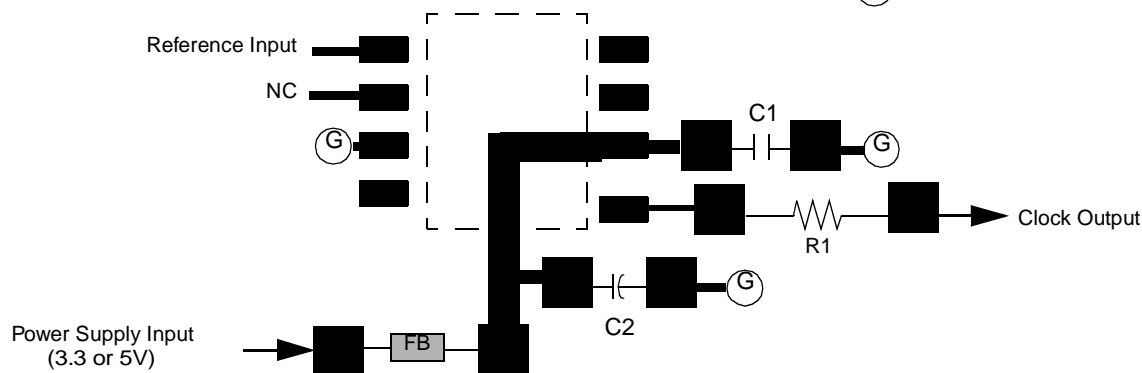 Reference Input
NC
G
C1
G
R1
Clock Output
G
C2
Power Supply Input
(3.3 or 5V)
FB